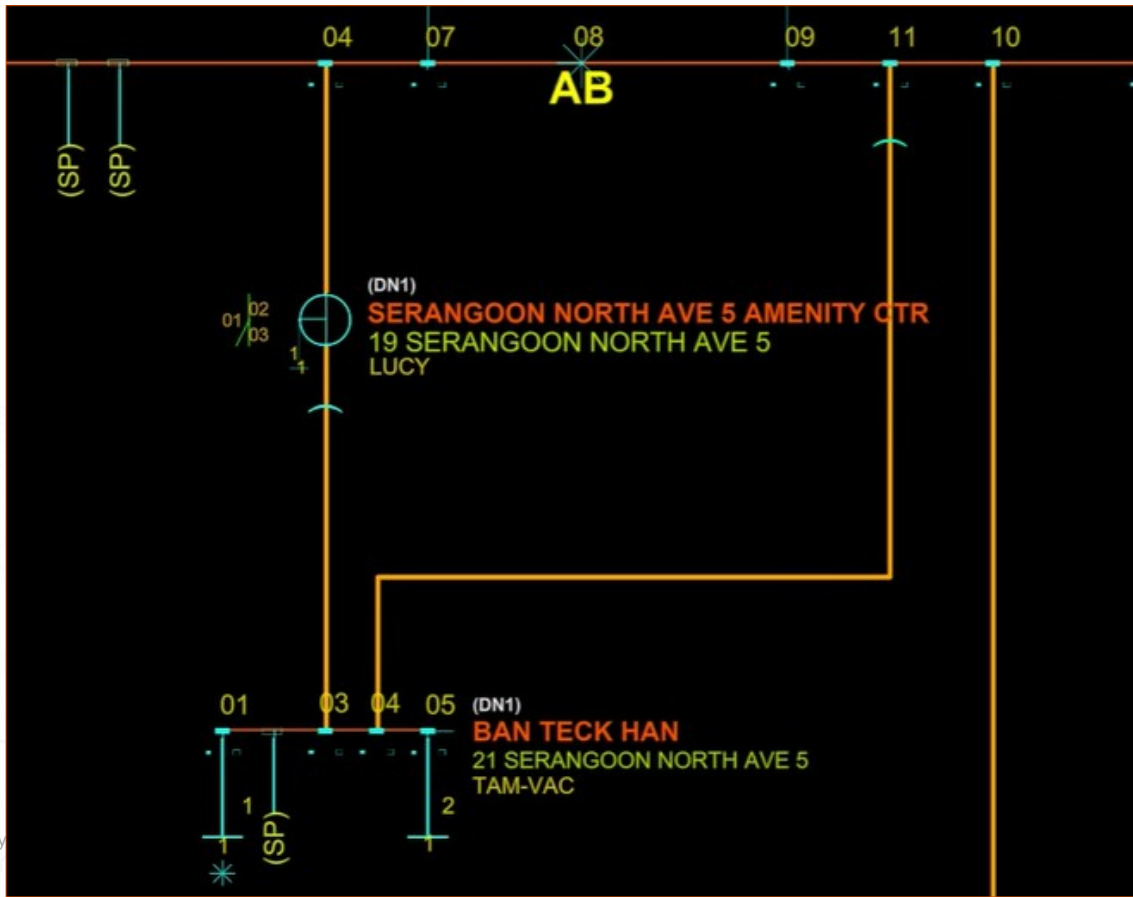 04 07 08 09 11 10
AB
(SP) (SP)
(DN1)
SERANGOON NORTH AVE 5 AMENITY CTR
19 SERANGOON NORTH AVE 5
LUCY
02
01
03
1
1
01 03 04 05
(DN1)
BAN TECK HAN
21 SERANGOON NORTH AVE 5
TAM-VAC
1 2
(SP)
1 1
y